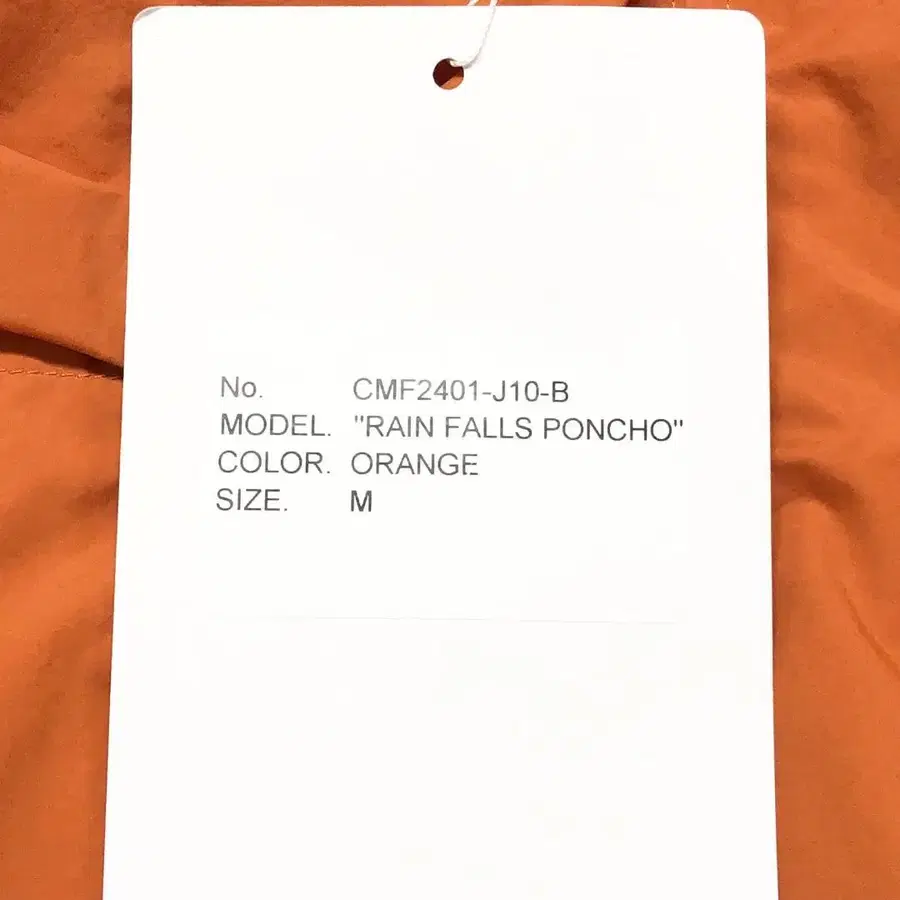 No. CMF2401-J10-B
MODEL. "RAIN FALLS PONCHO"
COLOR. ORANGE
SIZE. M